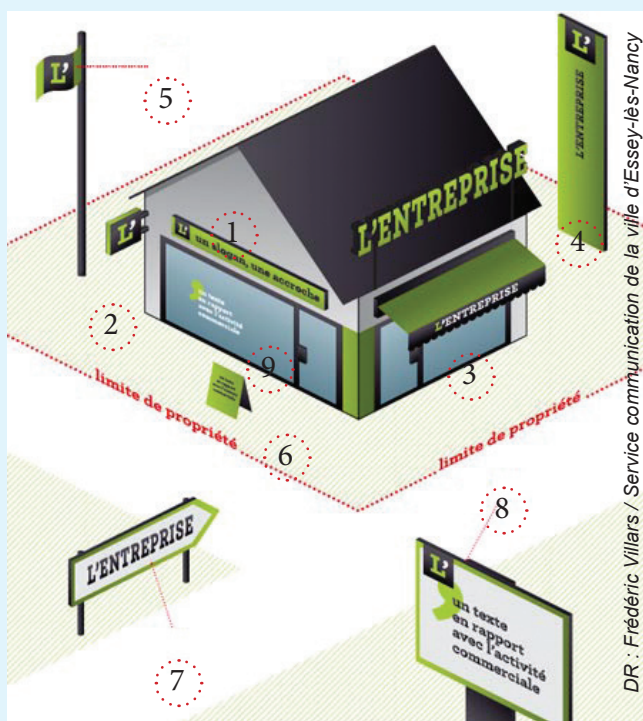 L'
5
L'ENTREPRISE
4
L'ENTREPRISE
L'
L' un slogan, une accroche
1
un texte
en rapport
avec l'activité
commerciale
L'ENTREPRISE
2
9
3
limite de propriété
limite de propriété
6
8
L'ENTREPRISE
7
L'
un texte
en rapport
avec l'activité
commerciale
DR : Frédéric Villars / Service communication de la ville d'Essey-lès-Nancy